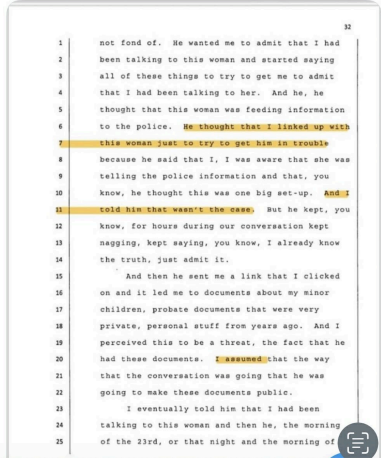 32
1 not fond of. He wanted me to admit that I had
2 been talking to this woman and started saying
3 all of these things to try to get me to admit
4 that I had been talking to her. And he, he
5 thought that this woman was feeding information
6 to the police. He thought that I linked up with
7 this woman just to try to get him in trouble
8 because he said that I, I was aware that she was
9 telling the police information and that, you
10 know, he thought this was one big set-up. And I
11 told him that wasn't the case. But he kept, you
12 know, for hours during our conversation kept
13 nagging, kept saying, you know, I already know
14 the truth, just admit it.
15 And then he sent me a link that I clicked
16 on and it led me to documents about my minor
17 children, probate documents that were very
18 private, personal stuff from years ago. And I
19 perceived this to be a threat, the fact that he
20 had these documents. I assumed that the way
21 that the conversation was going that he was
22 going to make these documents public.
23 I eventually told him that I had been
24 talking to this woman and then he, the morning
25 of the 23rd, or that night and the morning of